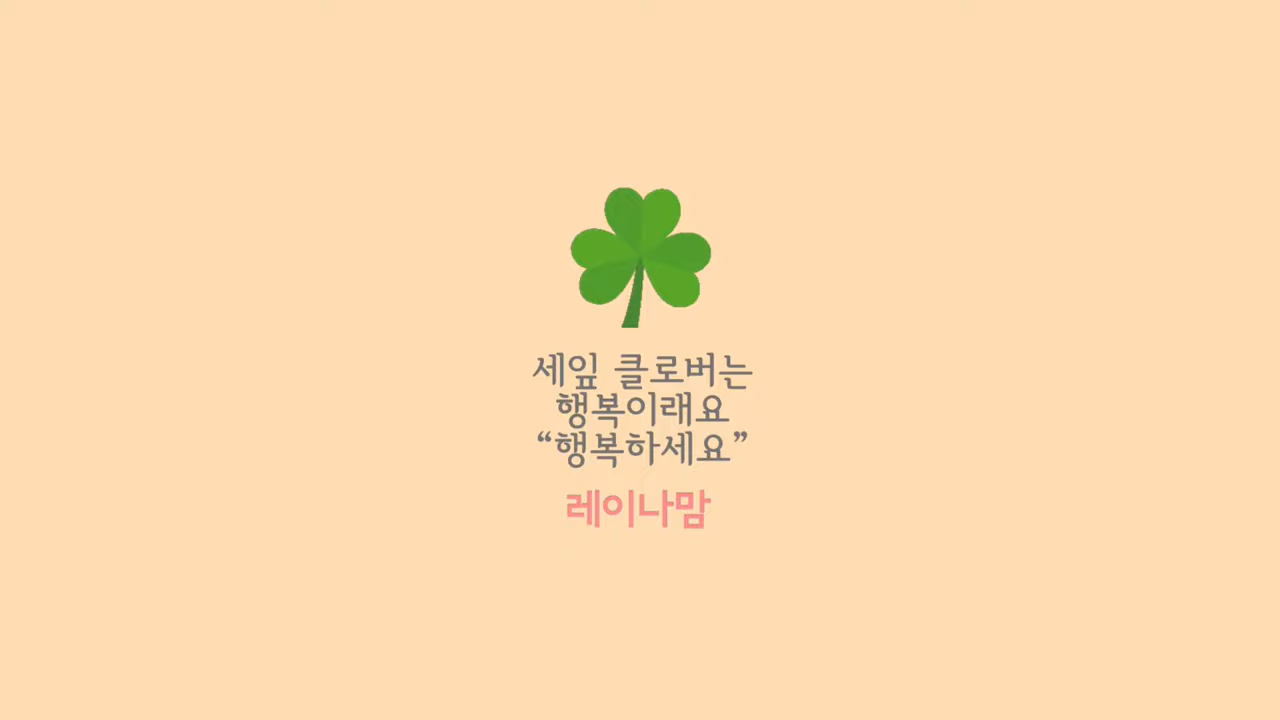 세잎 클로버는
행복이래요
“행복하세요”
레이나맘